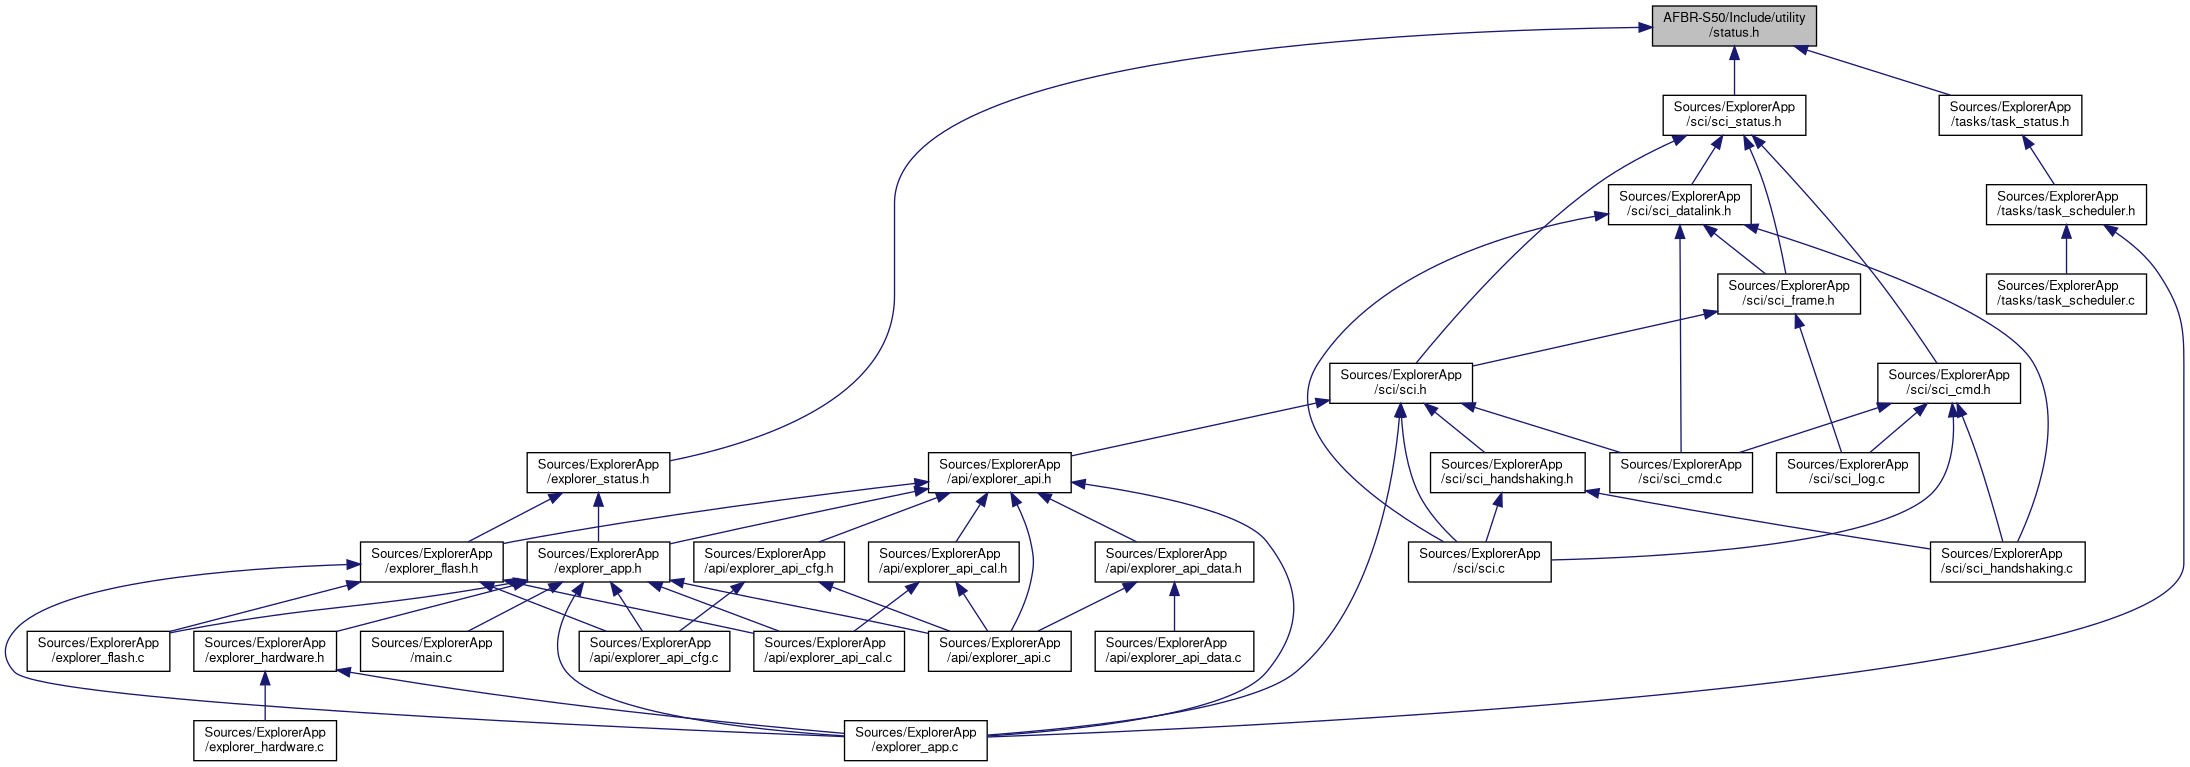 AFBR-S50/Include/utility
/status.h
Sources/ExplorerApp
/sci/sci_status.h
Sources/ExplorerApp
/tasks/task_status.h
Sources/ExplorerApp
/sci/sci_datalink.h
Sources/ExplorerApp
/tasks/task_scheduler.h
Sources/ExplorerApp
/sci/sci_frame.h
Sources/ExplorerApp
/tasks/task_scheduler.c
Sources/ExplorerApp
/sci/sci.h
Sources/ExplorerApp
/sci/sci_cmd.h
Sources/ExplorerApp
/explorer_status.h
Sources/ExplorerApp
/api/explorer_api.h
Sources/ExplorerApp
/sci/sci_handshaking.h
Sources/ExplorerApp
/sci/sci_cmd.c
Sources/ExplorerApp
/sci/sci_log.c
Sources/ExplorerApp
/explorer_flash.h
Sources/ExplorerApp
/explorer_app.h
Sources/ExplorerApp
/api/explorer_api_cfg.h
Sources/ExplorerApp
/api/explorer_api_cal.h
Sources/ExplorerApp
/api/explorer_api_data.h
Sources/ExplorerApp
/sci/sci.c
Sources/ExplorerApp
/sci/sci_handshaking.c
Sources/ExplorerApp
/explorer_flash.c
Sources/ExplorerApp
/explorer_hardware.h
Sources/ExplorerApp
/main.c
Sources/ExplorerApp
/api/explorer_api_cfg.c
Sources/ExplorerApp
/api/explorer_api_cal.c
Sources/ExplorerApp
/api/explorer_api.c
Sources/ExplorerApp
/api/explorer_api_data.c
Sources/ExplorerApp
/explorer_hardware.c
Sources/ExplorerApp
/explorer_app.c